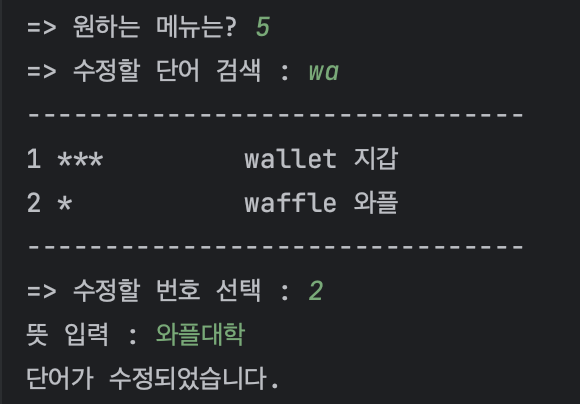 => 원하는 메뉴는? 5
=> 수정할 단어 검색 : wa
--------------------------------
1 ***         wallet 지갑
2 *           waffle 와플
--------------------------------
=> 수정할 번호 선택 : 2
뜻 입력 : 와플대학
단어가 수정되었습니다.